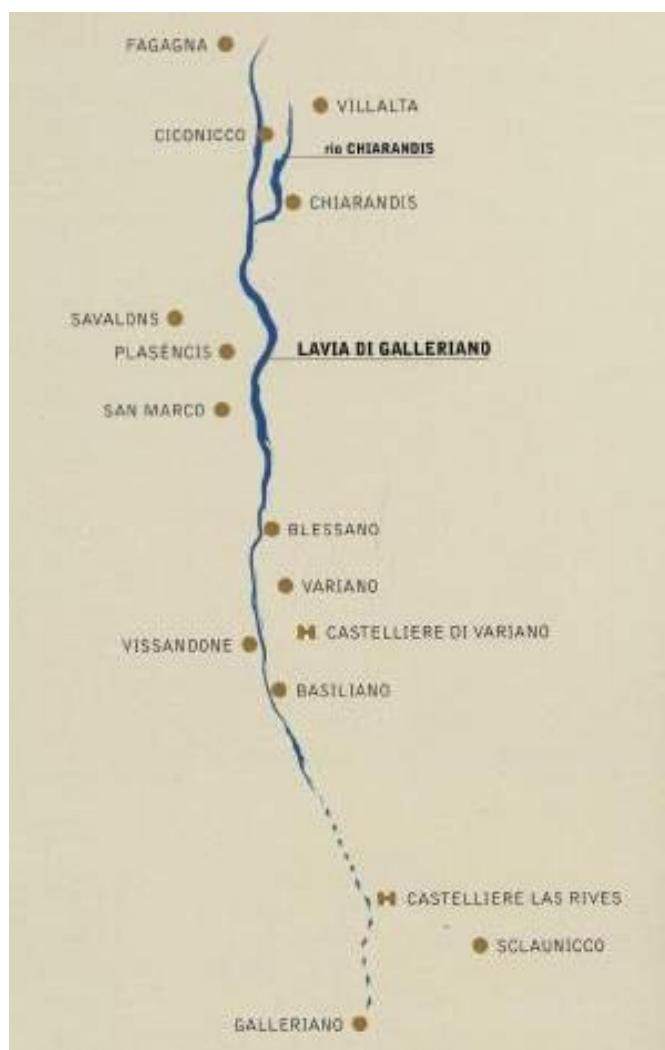 FAGAGNA
VILLALTA
CICONICCO
rio CHIARANDIS
CHIARANDIS
SAVALONS
PLASÉNCIS
LAVIA DI GALLERIANO
SAN MARCO
BLESSANO
VARIANO
CASTELLIERE DI VARIANO
VISSANDONE
BASILIANO
CASTELLIERE LAS RIVES
SCLAUNICCO
GALLERIANO